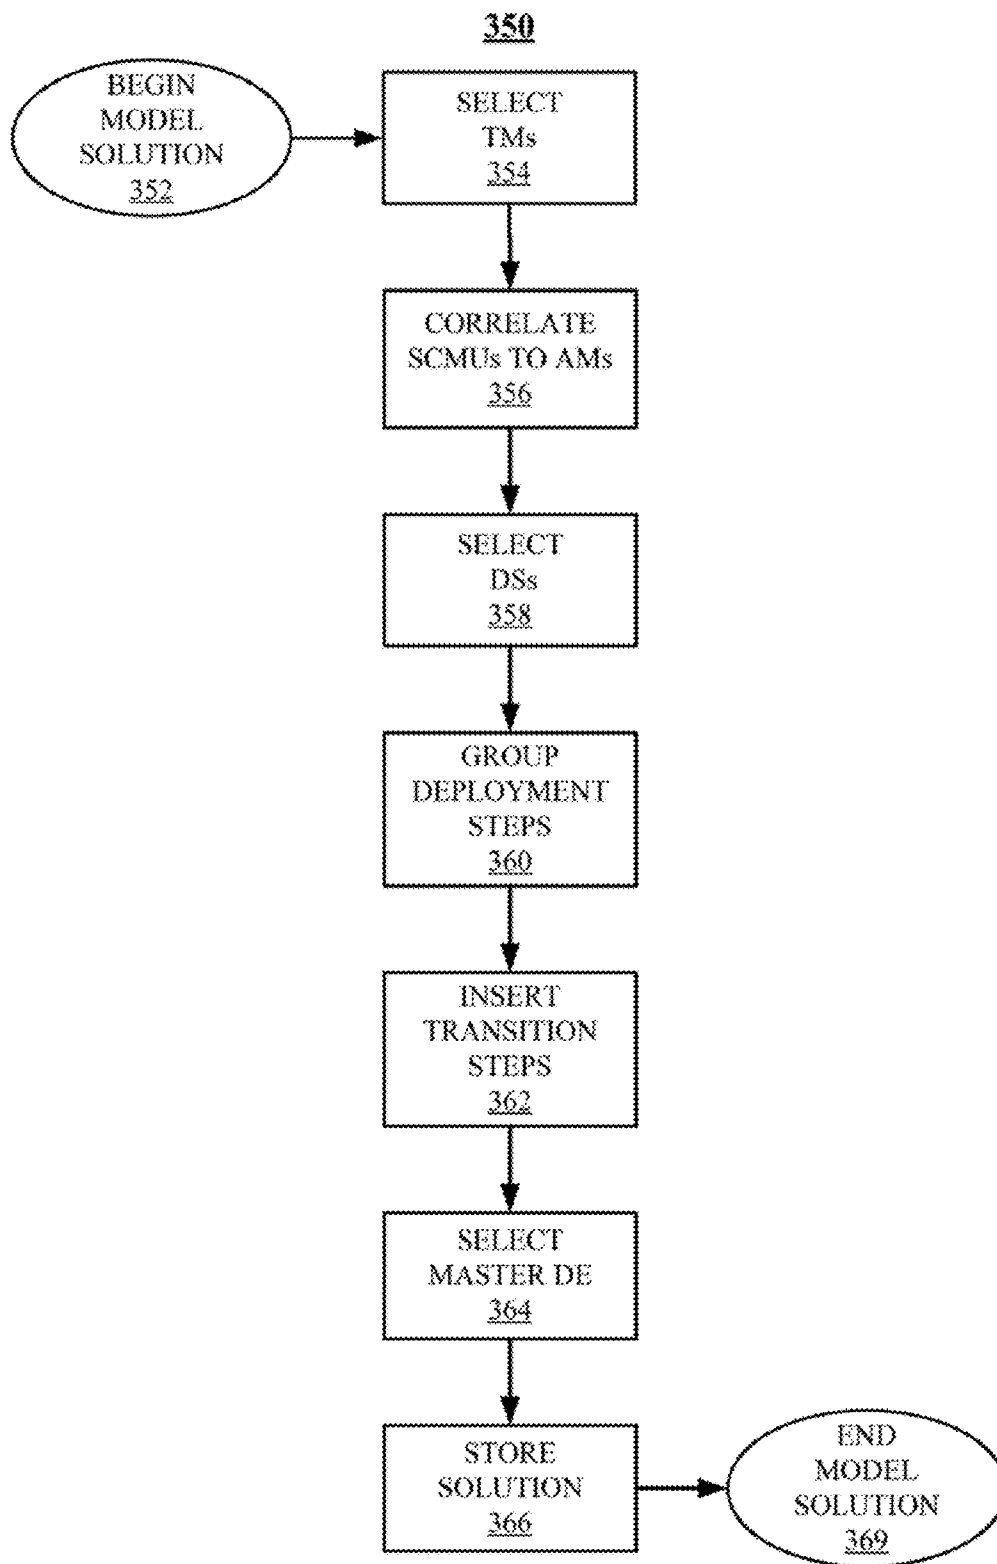 350
BEGIN
MODEL
SOLUTION
352
SELECT
TMs
354
CORRELATE
SCMUs TO AMs
356
SELECT
DSs
358
GROUP
DEPLOYMENT
STEPS
360
INSERT
TRANSITION
STEPS
362
SELECT
MASTER DE
364
STORE
SOLUTION
366
END
MODEL
SOLUTION
369